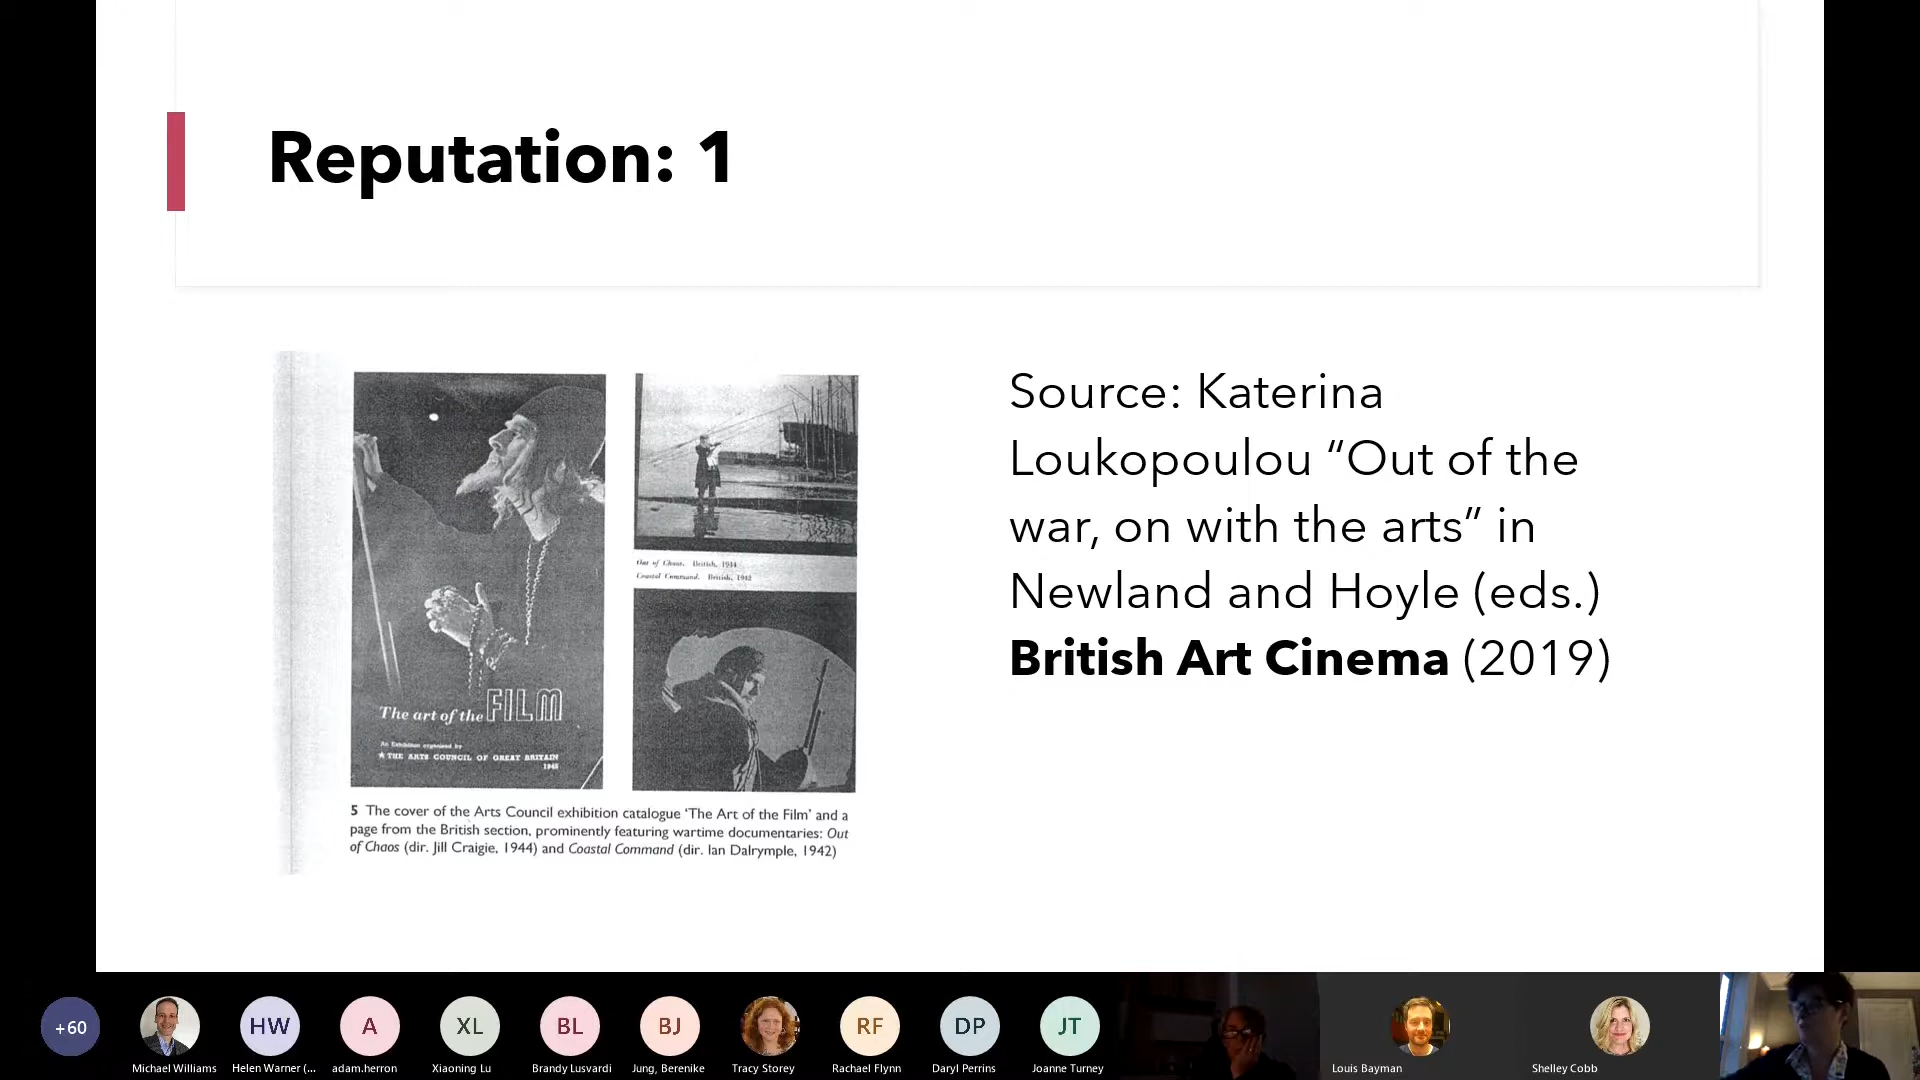 Reputation: 1
The art of the FILM
An Exhibition organised by
★ THE ARTS COUNCIL OF GREAT BRITAIN
1945
Out of Chaos. British, 1944
Coastal Command. British, 1942
5 The cover of the Arts Council exhibition catalogue ‘The Art of the Film’ and a
page from the British section, prominently featuring wartime documentaries: Out
of Chaos (dir. Jill Craigie, 1944) and Coastal Command (dir. Ian Dalrymple, 1942)
Source: Katerina
Loukopoulou “Out of the
war, on with the arts” in
Newland and Hoyle (eds.)
British Art Cinema (2019)
+60
Michael Williams
HW
Helen Warner (...
A
adam.herron
XL
Xiaoning Lu
BL
Brandy Lusvardi
BJ
Jung, Berenike
Tracy Storey
RF
Rachael Flynn
DP
Daryl Perrins
JT
Joanne Turney
Louis Bayman
Shelley Cobb